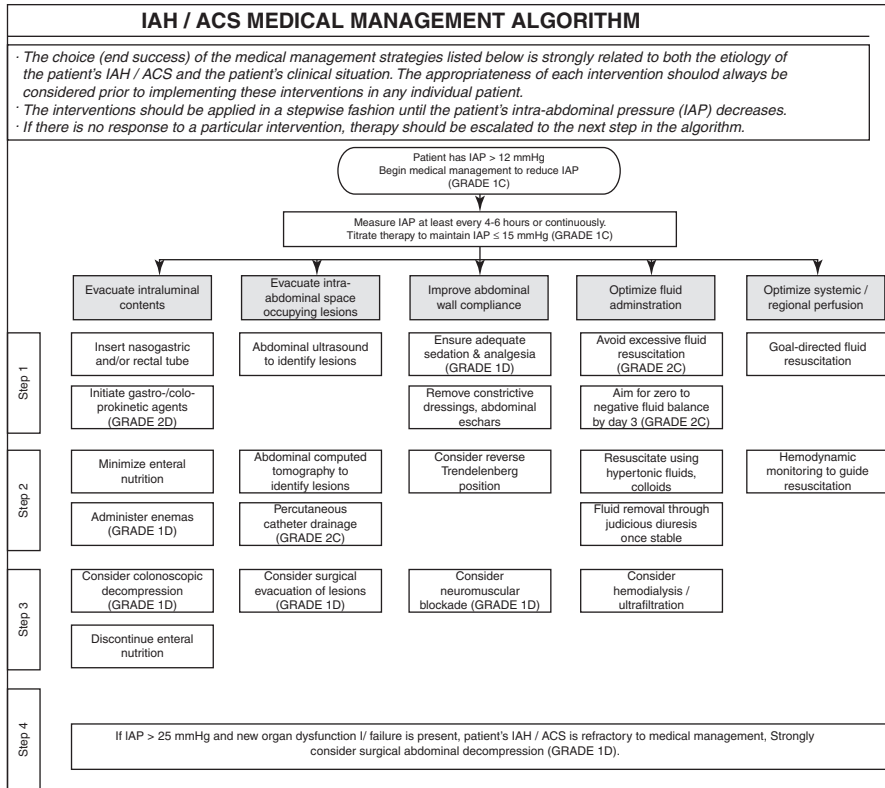 IAH / ACS MEDICAL MANAGEMENT ALGORITHM
· The choice (end success) of the medical management strategies listed below is strongly related to both the etiology of
the patient's IAH / ACS and the patient's clinical situation. The appropriateness of each intervention shoulod always be
considered prior to implementing these interventions in any individual patient.
· The interventions should be applied in a stepwise fashion until the patient's intra-abdominal pressure (IAP) decreases.
· If there is no response to a particular intervention, therapy should be escalated to the next step in the algorithm.
Patient has IAP > 12 mmHg
Begin medical management to reduce IAP
(GRADE 1C)
Measure IAP at least every 4-6 hours or continuously.
Titrate therapy to maintain IAP ≤ 15 mmHg (GRADE 1C)
Evacuate intraluminal
contents
Evacuate intra-
abdominal space
occupying lesions
Improve abdominal
wall compliance
Optimize fluid
adminstration
Optimize systemic /
regional perfusion
Step 1
Insert nasogastric
and/or rectal tube
Abdominal ultrasound
to identify lesions
Ensure adequate
sedation & analgesia
(GRADE 1D)
Avoid excessive fluid
resuscitation
(GRADE 2C)
Goal-directed fluid
resuscitation
Initiate gastro-/colo-
prokinetic agents
(GRADE 2D)
Remove constrictive
dressings, abdominal
eschars
Aim for zero to
negative fluid balance
by day 3 (GRADE 2C)
Step 2
Minimize enteral
nutrition
Abdominal computed
tomography to
identify lesions
Consider reverse
Trendelenberg
position
Resuscitate using
hypertonic fluids,
colloids
Hemodynamic
monitoring to guide
resuscitation
Administer enemas
(GRADE 1D)
Percutaneous
catheter drainage
(GRADE 2C)
Fluid removal through
judicious diuresis
once stable
Step 3
Consider colonoscopic
decompression
(GRADE 1D)
Consider surgical
evacuation of lesions
(GRADE 1D)
Consider
neuromuscular
blockade (GRADE 1D)
Consider
hemodialysis /
ultrafiltration
Discontinue enteral
nutrition
Step 4
If IAP > 25 mmHg and new organ dysfunction I/ failure is present, patient's IAH / ACS is refractory to medical management, Strongly
consider surgical abdominal decompression (GRADE 1D).